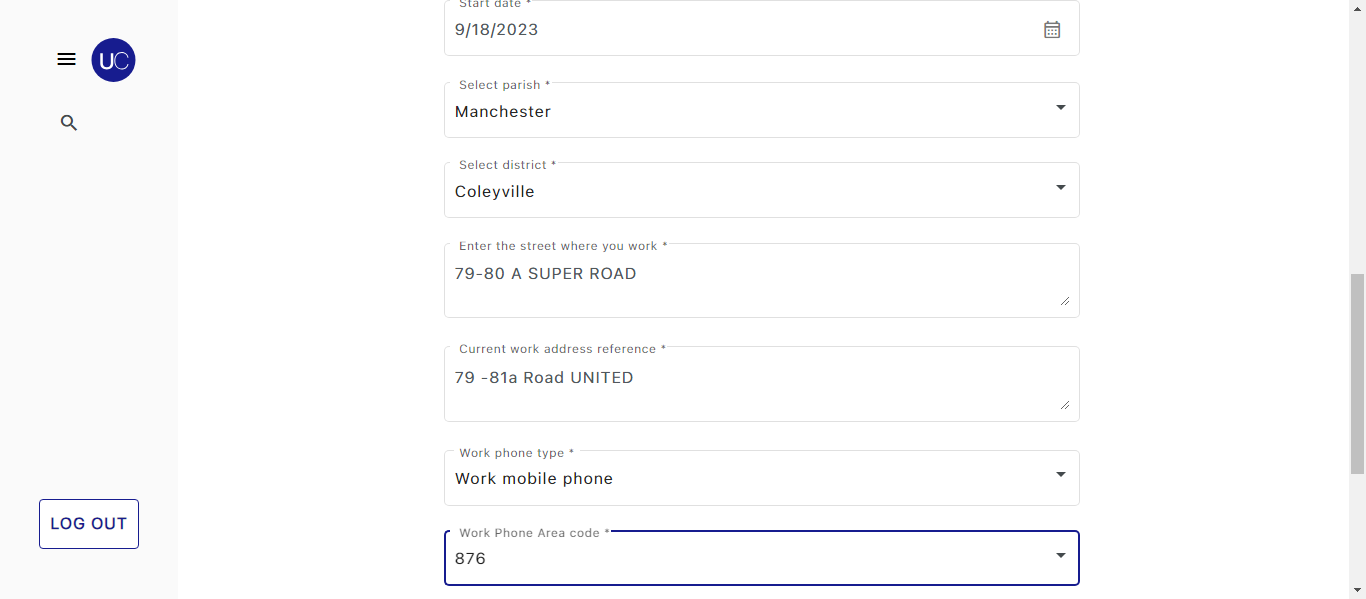 UC
LOG OUT
Start date *
9/18/2023
Select parish *
Manchester
Select district *
Coleyville
Enter the street where you work *
79-80 A SUPER ROAD
Current work address reference *
79 -81a Road UNITED
Work phone type *
Work mobile phone
Work Phone Area code *
876